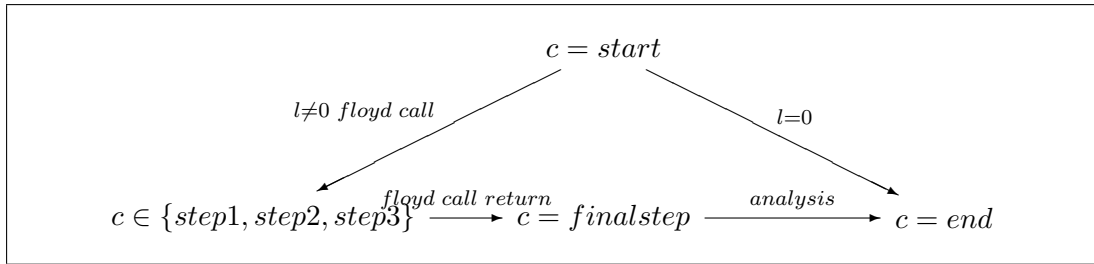 c = start
l≠0 floyd call
l=0
c ∈ {step1, step2, step3}
floyd call return
c = finalstep
analysis
c = end